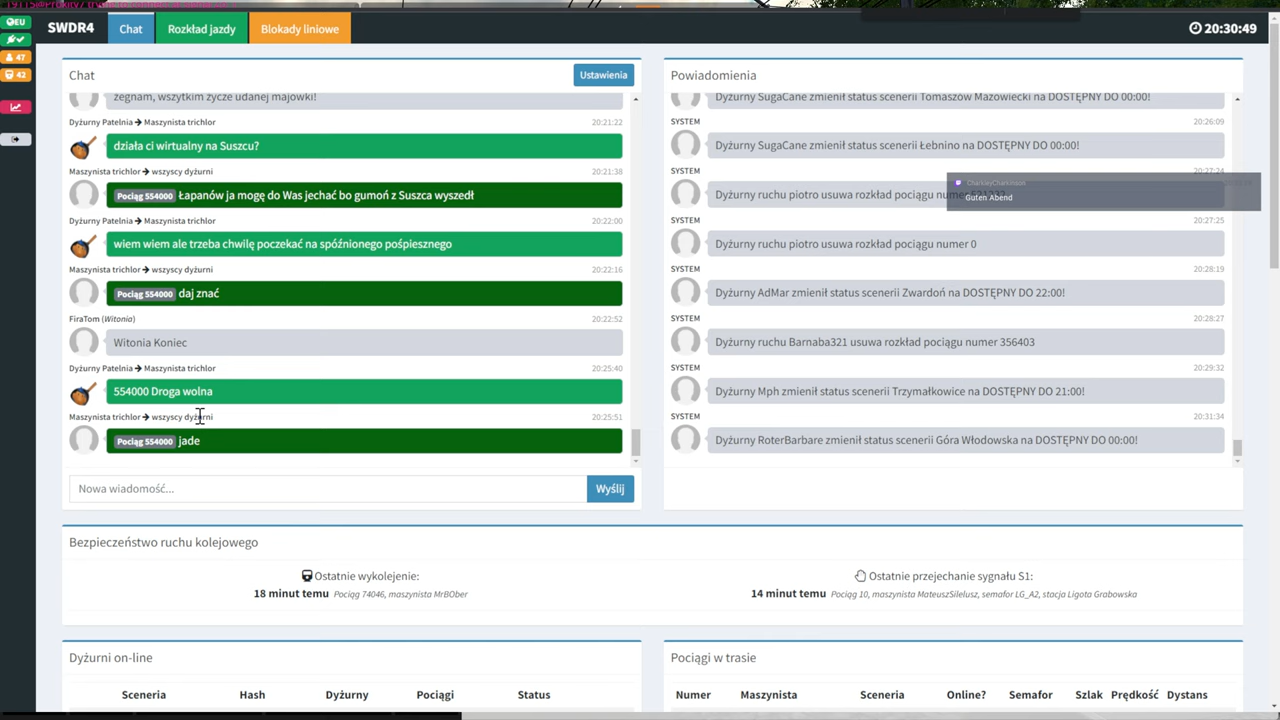 EU
47
42
SWDR4
Chat
Rozkład jazdy
Blokady liniowe
20:30:49
Chat
Ustawienia
żegnam, wszytkim życze udanej majówki!
Dyżurny Patelnia → Maszynista trichlor
20:21:22
działa ci wirtualny na Suszcu?
Maszynista trichlor → wszyscy dyżurni
20:21:38
Pociąg 554000 Łapanów ja mogę do Was jechać bo gumoń z Suszca wyszedł
Dyżurny Patelnia → Maszynista trichlor
20:22:00
wiem wiem ale trzeba chwilę poczekać na spóźnionego pośpiesznego
Maszynista trichlor → wszyscy dyżurni
20:22:16
Pociąg 554000 daj znać
FiraTom (Witonia)
20:22:52
Witonia Koniec
Dyżurny Patelnia → Maszynista trichlor
20:25:40
554000 Droga wolna
Maszynista trichlor → wszyscy dyżurni
20:25:51
Pociąg 554000 jade
Nowa wiadomość...
Wyślij
Powiadomienia
Dyżurny SugaCane zmienił status scenerii Tomaszów Mazowiecki na DOSTĘPNY DO 00:00!
SYSTEM
20:26:09
Dyżurny SugaCane zmienił status scenerii Łebnino na DOSTĘPNY DO 00:00!
SYSTEM
20:27:24
Dyżurny ruchu piotro usuwa rozkład pociągu numer
CharkleyCharkinson
Guten Abend
SYSTEM
20:27:25
Dyżurny ruchu piotro usuwa rozkład pociągu numer 0
SYSTEM
20:28:19
Dyżurny AdMar zmienił status scenerii Zwardoń na DOSTĘPNY DO 22:00!
SYSTEM
20:28:27
Dyżurny ruchu Barnaba321 usuwa rozkład pociągu numer 356403
SYSTEM
20:29:32
Dyżurny Mph zmienił status scenerii Trzymałkowice na DOSTĘPNY DO 21:00!
SYSTEM
20:31:34
Dyżurny RoterBarbare zmienił status scenerii Góra Włodowska na DOSTĘPNY DO 00:00!
Bezpieczeństwo ruchu kolejowego
Ostatnie wykolejenie:
18 minut temu Pociąg 74046, maszynista MrBOber
Ostatnie przejechanie sygnału S1:
14 minut temu Pociąg 10, maszynista MateuszSilelusz, semafor LG_A2, stacja Ligota Grabowska
Dyżurni on-line
Sceneria Hash Dyżurny Pociągi Status
Pociągi w trasie
Numer Maszynista Sceneria Online? Semafor Szlak Prędkość Dystans